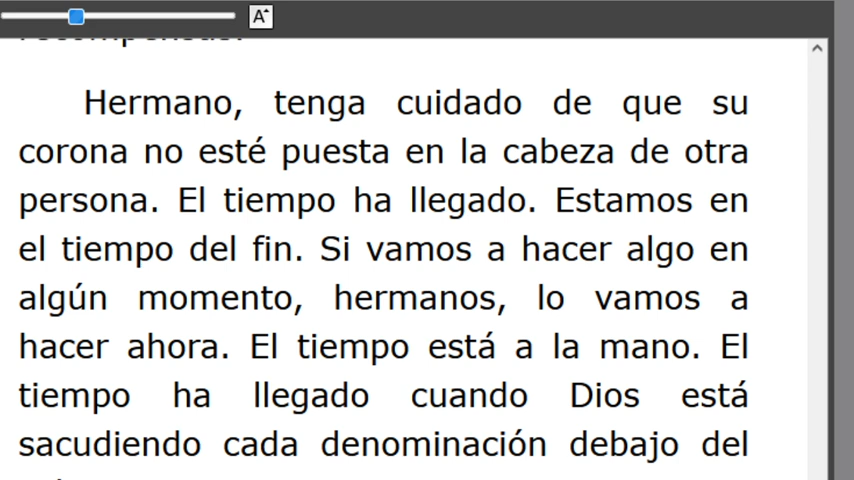 A
Hermano, tenga cuidado de que su
corona no esté puesta en la cabeza de otra
persona. El tiempo ha llegado. Estamos en
el tiempo del fin. Si vamos a hacer algo en
algún momento, hermanos, lo vamos a
hacer ahora. El tiempo está a la mano. El
tiempo ha llegado cuando Dios está
sacudiendo cada denominación debajo del